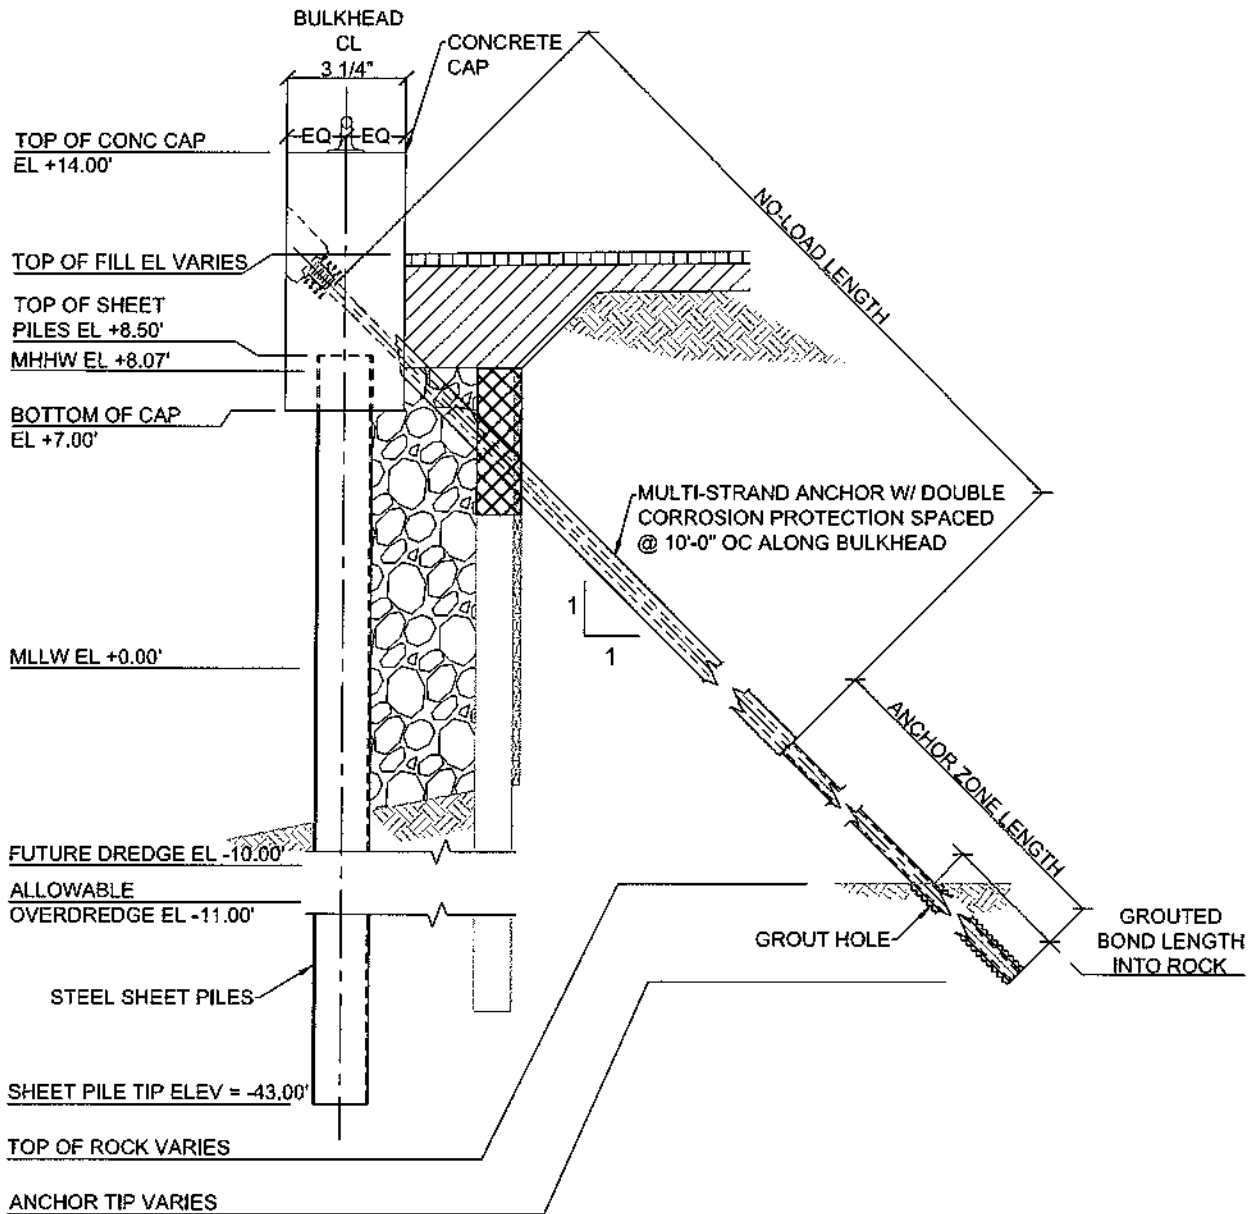 BULKHEAD
CL
3 1/4"
CONCRETE
CAP
EQ
EQ
TOP OF CONC CAP
EL +14.00'
NO-LOAD LENGTH
TOP OF FILL EL VARIES
TOP OF SHEET
PILES EL +8.50'
MHHW EL +8.07'
BOTTOM OF CAP
EL +7.00'
MULTI-STRAND ANCHOR W/ DOUBLE
CORROSION PROTECTION SPACED
@ 10'-0" OC ALONG BULKHEAD
1
1
MLLW EL +0.00'
ANCHOR ZONE LENGTH
FUTURE DREDGE EL -10.00'
ALLOWABLE
OVERDREDGE EL -11.00'
GROUT HOLE
GROUTED
BOND LENGTH
INTO ROCK
STEEL SHEET PILES
SHEET PILE TIP ELEV = -43.00'
TOP OF ROCK VARIES
ANCHOR TIP VARIES